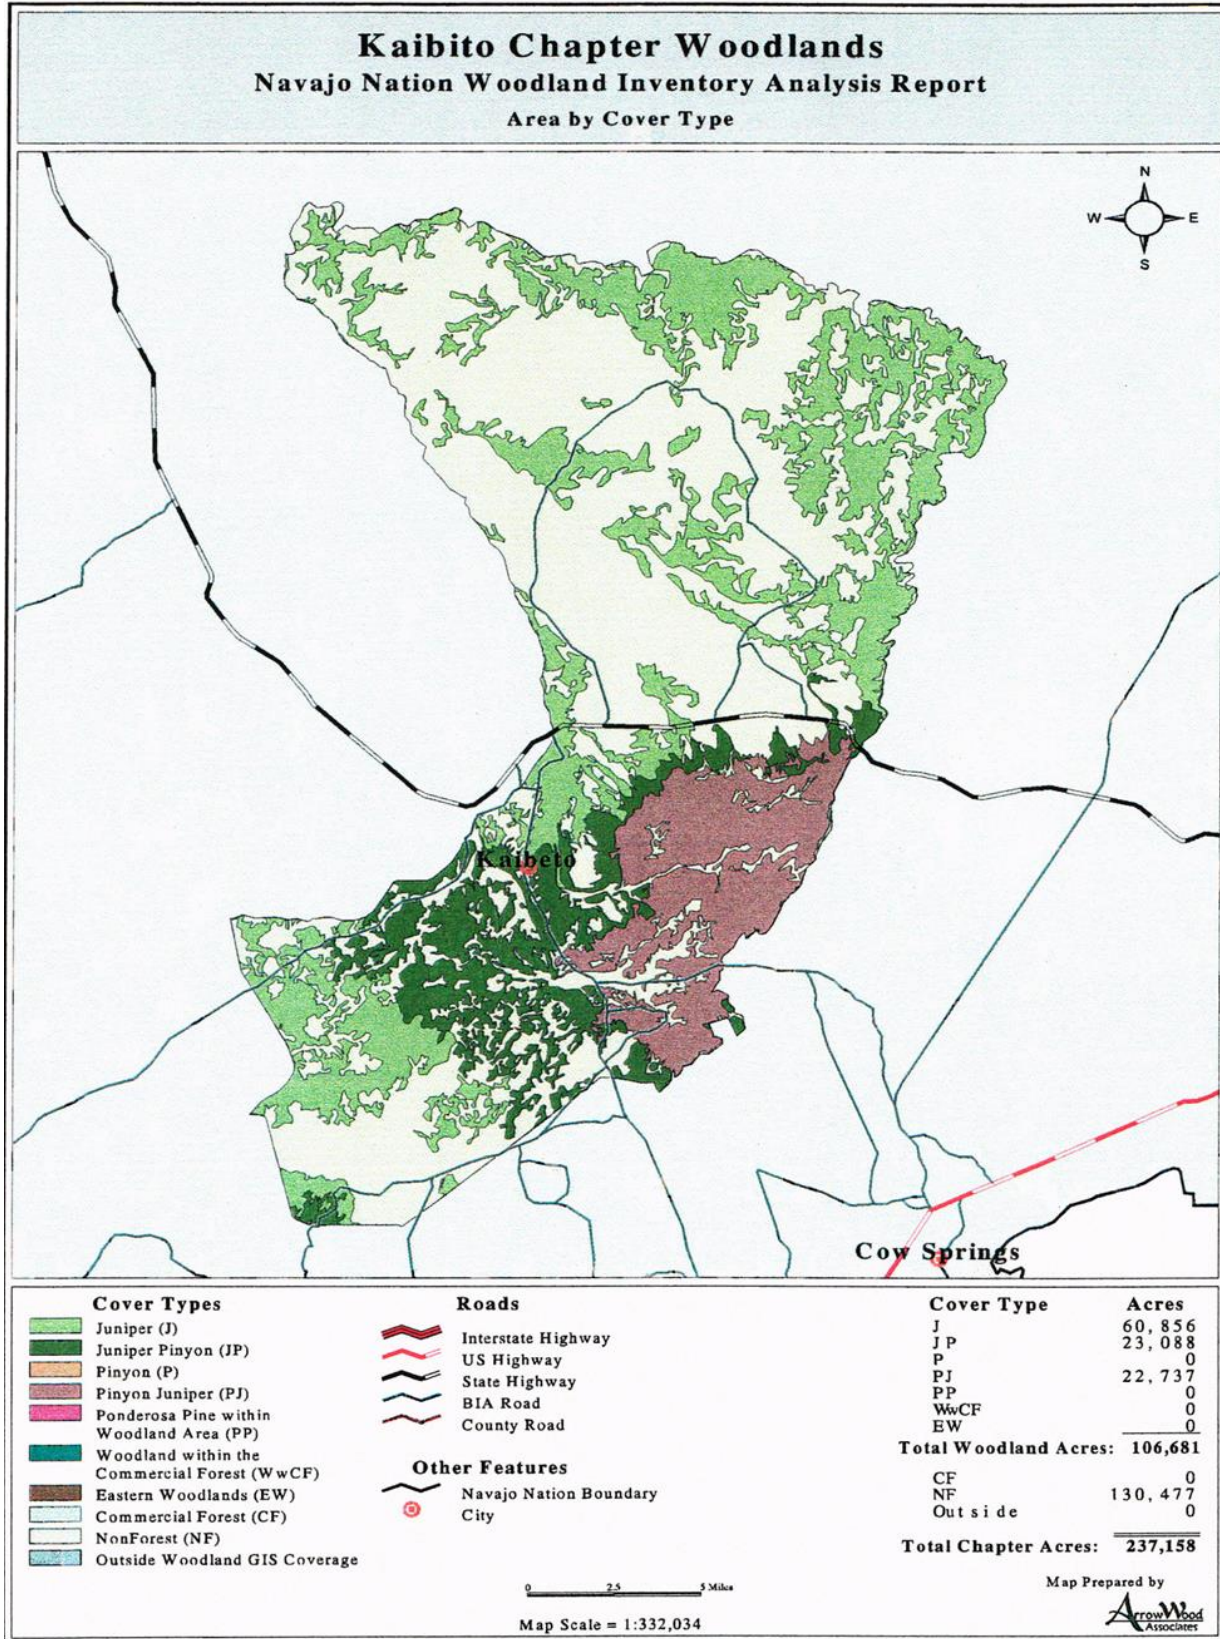 Kaibito Chapter Woodlands
Navajo Nation Woodland Inventory Analysis Report
Area by Cover Type
N
W E
S
Kaibeto
Cow Springs
Cover Types
Juniper (J)
Juniper Pinyon (JP)
Pinyon (P)
Pinyon Juniper (PJ)
Ponderosa Pine within
Woodland Area (PP)
Woodland within the
Commercial Forest (WwCF)
Eastern Woodlands (EW)
Commercial Forest (CF)
NonForest (NF)
Outside Woodland GIS Coverage
Roads
Interstate Highway
US Highway
State Highway
BIA Road
County Road
Other Features
Navajo Nation Boundary
City
0 2.5 5 Miles
Map Scale = 1:332,034
Cover Type Acres
J 60,856
JP 23,088
P 0
PJ 22,737
PP 0
WwCF 0
EW 0
Total Woodland Acres: 106,681
CF 0
NF 130,477
Outside 0
Total Chapter Acres: 237,158
Map Prepared by
ArrowWood
Associates